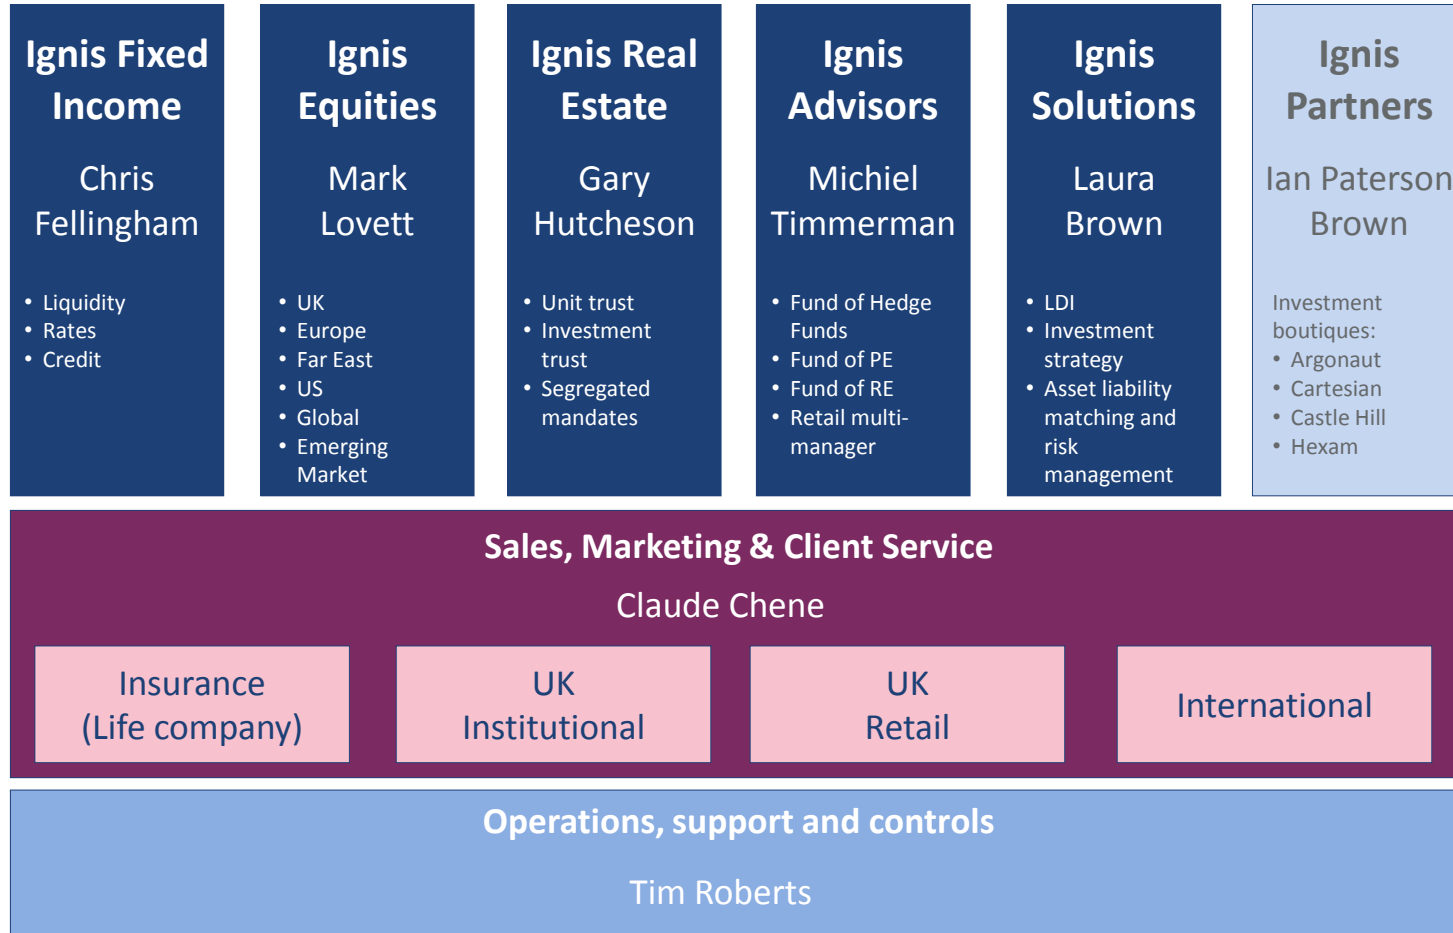 Ignis Fixed
Income
Chris
Fellingham
• Liquidity
• Rates
• Credit
Ignis
Equities
Mark
Lovett
• UK
• Europe
• Far East
• US
• Global
• Emerging
Market
Ignis Real
Estate
Gary
Hutcheson
• Unit trust
• Investment
trust
• Segregated
mandates
Ignis
Advisors
Michiel
Timmerman
• Fund of Hedge
Funds
• Fund of PE
• Fund of RE
• Retail multi-
manager
Ignis
Solutions
Laura
Brown
• LDI
• Investment
strategy
• Asset liability
matching and
risk
management
Ignis
Partners
Ian Paterson
Brown
Investment
boutiques:
• Argonaut
• Cartesian
• Castle Hill
• Hexam
Sales, Marketing & Client Service
Claude Chene
Insurance
(Life company)
UK
Institutional
UK
Retail
International
Operations, support and controls
Tim Roberts